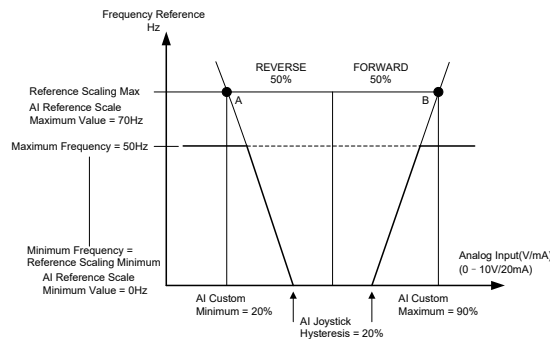 Frequency Reference
Hz
REVERSE
50%
FORWARD
50%
Reference Scaling Max
A
B
AI Reference Scale
Maximum Value = 70Hz
Maximum Frequency = 50Hz
Minimum Frequency =
Reference Scaling Minimum
AI Reference Scale
Minimum Value = 0Hz
Analog Input(V/mA)
(0 - 10V/20mA)
AI Custom
Minimum = 20%
AI Joystick
Hysteresis = 20%
AI Custom
Maximum = 90%